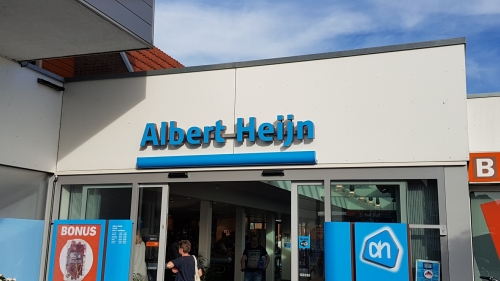 Albert Heijn
B
BONUS
ah